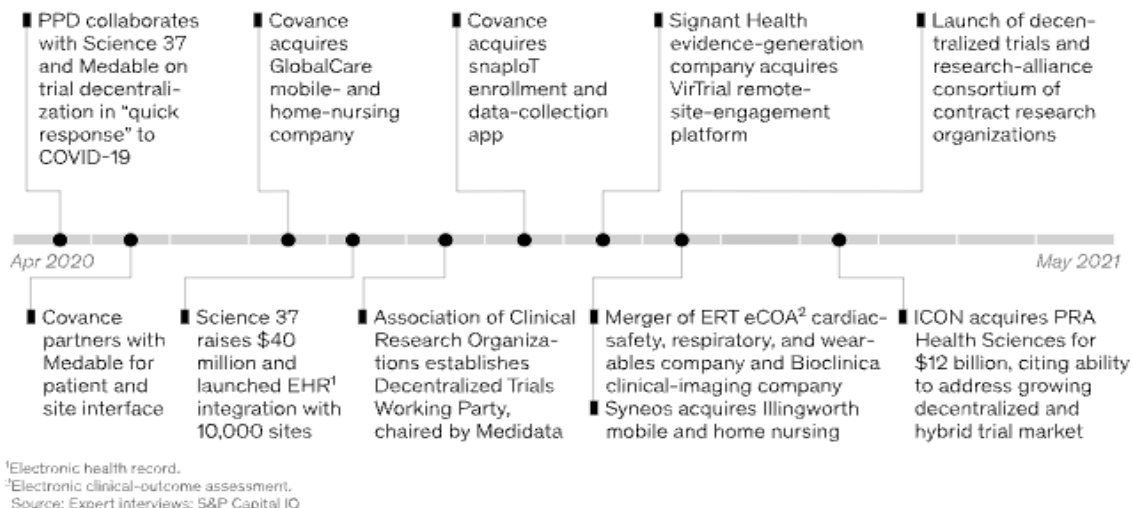 PPD collaborates
with Science 37
and Medable on
trial decentrali-
zation in “quick
response” to
COVID-19
Covance
acquires
GlobalCare
mobile- and
home-nursing
company
Covance
acquires
snapIoT
enrollment and
data-collection
app
Signant Health
evidence-generation
company acquires
VirTrial remote-
site-engagement
platform
Launch of decen-
tralized trials and
research-alliance
consortium of
contract research
organizations
Apr 2020
May 2021
Covance
partners with
Medable for
patient and
site interface
Science 37
raises $40
million and
launched EHR¹
integration with
10,000 sites
Association of Clinical
Research Organiza-
tions establishes
Decentralized Trials
Working Party,
chaired by Medidata
Merger of ERT eCOA² cardiac-
safety, respiratory, and wear-
ables company and Bioclinica
clinical-imaging company
Syneos acquires Illingworth
mobile and home nursing
ICON acquires PRA
Health Sciences for
$12 billion, citing ability
to address growing
decentralized and
hybrid trial market
¹Electronic health record.
²Electronic clinical-outcome assessment.
Source: Expert interviews; S&P Capital IQ